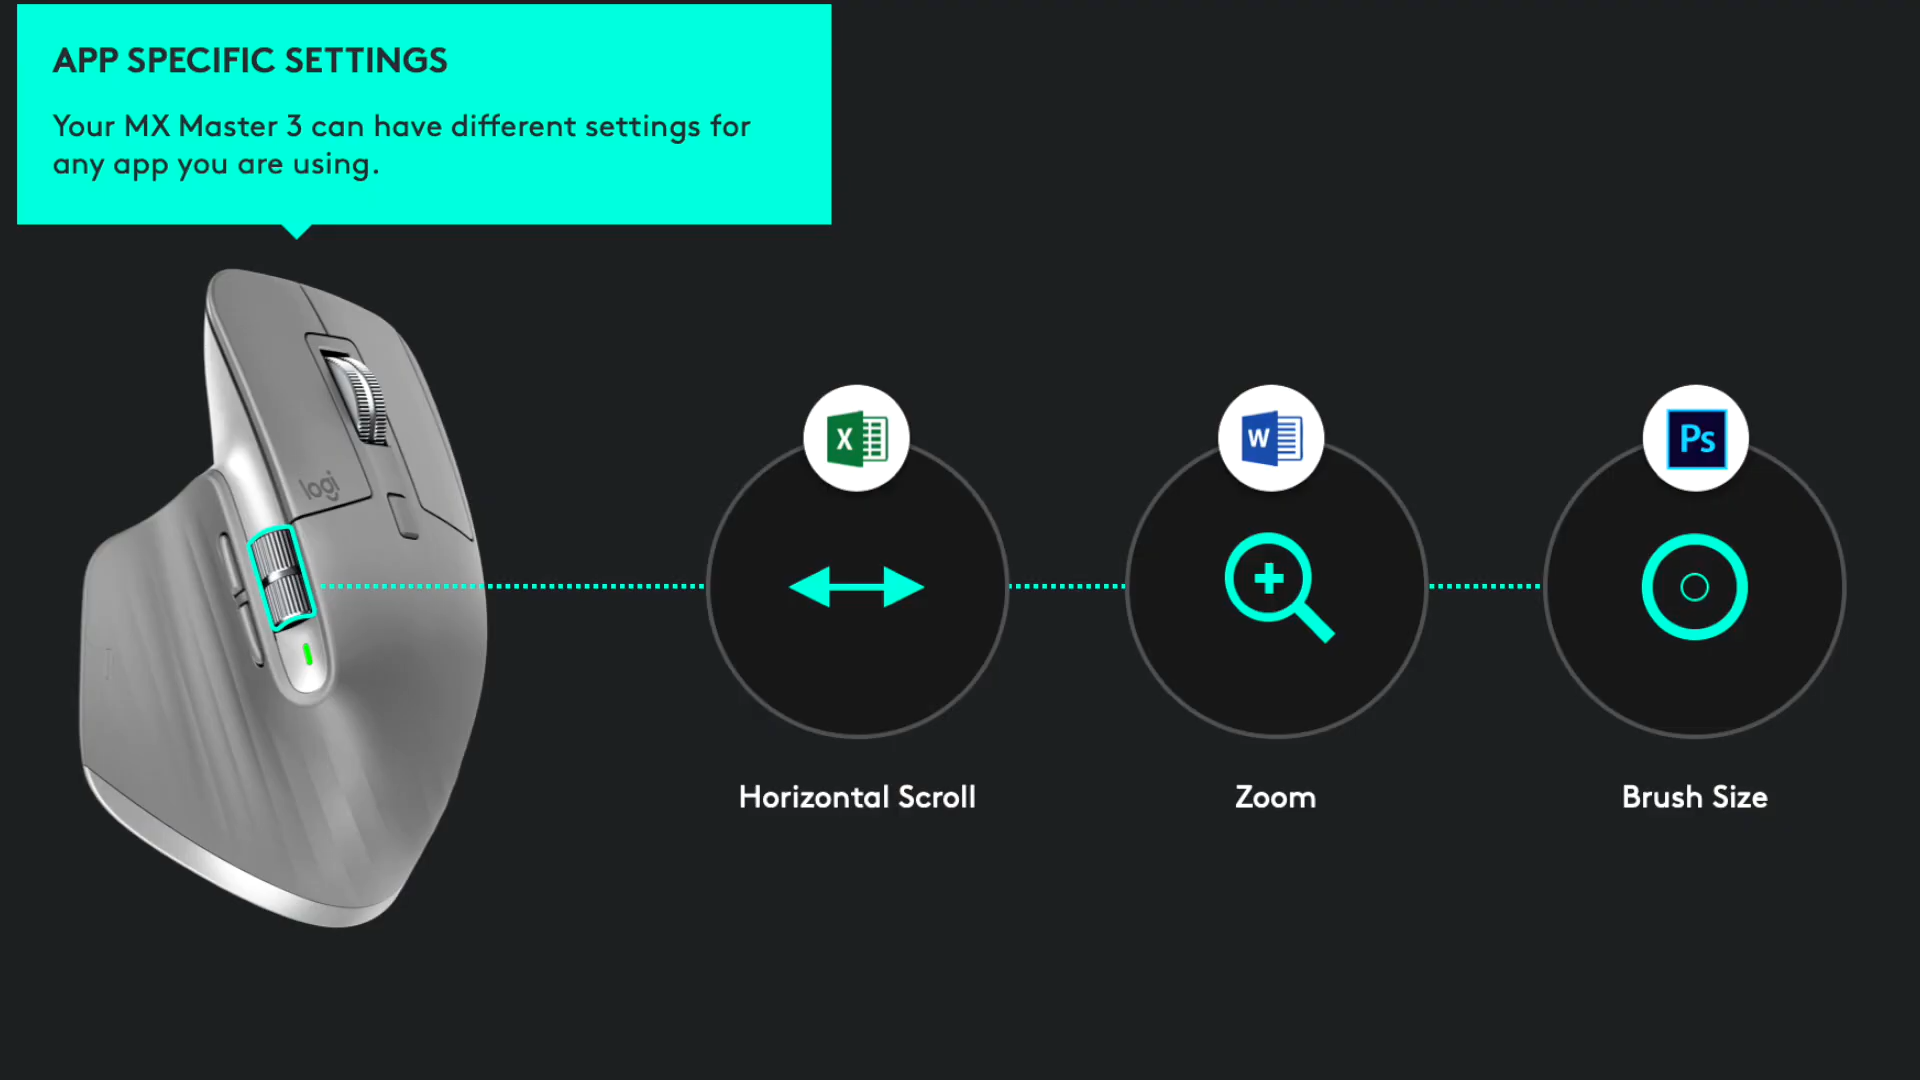 APP SPECIFIC SETTINGS
Your MX Master 3 can have different settings for
any app you are using.
logi
X
W
Ps
Horizontal Scroll
Zoom
Brush Size